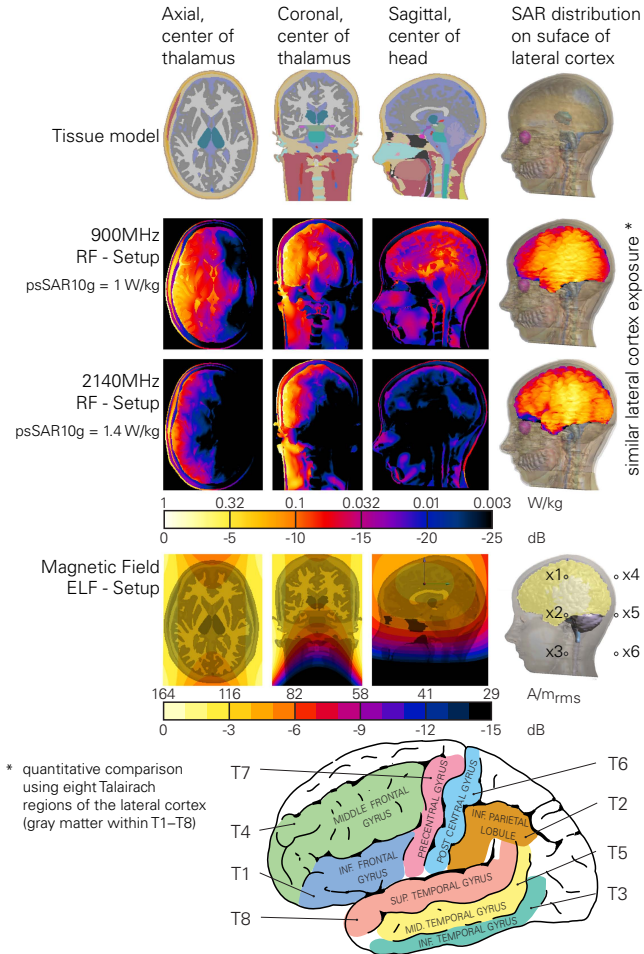 Axial,
center of
thalamus
Coronal,
center of
thalamus
Sagittal,
center of
head
SAR distribution
on suface of
lateral cortex
Tissue model
900MHz
RF - Setup
psSAR10g = 1 W/kg
2140MHz
RF - Setup
psSAR10g = 1.4 W/kg
similar lateral cortex exposure *
1 0.32 0.1 0.032 0.01 0.003 W/kg
0 -5 -10 -15 -20 -25 dB
Magnetic Field
ELF - Setup
x1 x4
x2 x5
x3 x6
164 116 82 58 41 29 A/mrms
0 -3 -6 -9 -12 -15 dB
* quantitative comparison
using eight Talairach
regions of the lateral cortex
(gray matter within T1–T8)
T7
T4
T1
T8
T6
T2
T5
T3
MIDDLE FRONTAL
GYRUS
INF. FRONTAL
GYRUS
PRECENTRAL GYRUS
POST CENTRAL GYRUS
INF. PARIETAL
LOBULE
SUP. TEMPORAL GYRUS
MID. TEMPORAL GYRUS
INF. TEMPORAL GYRUS